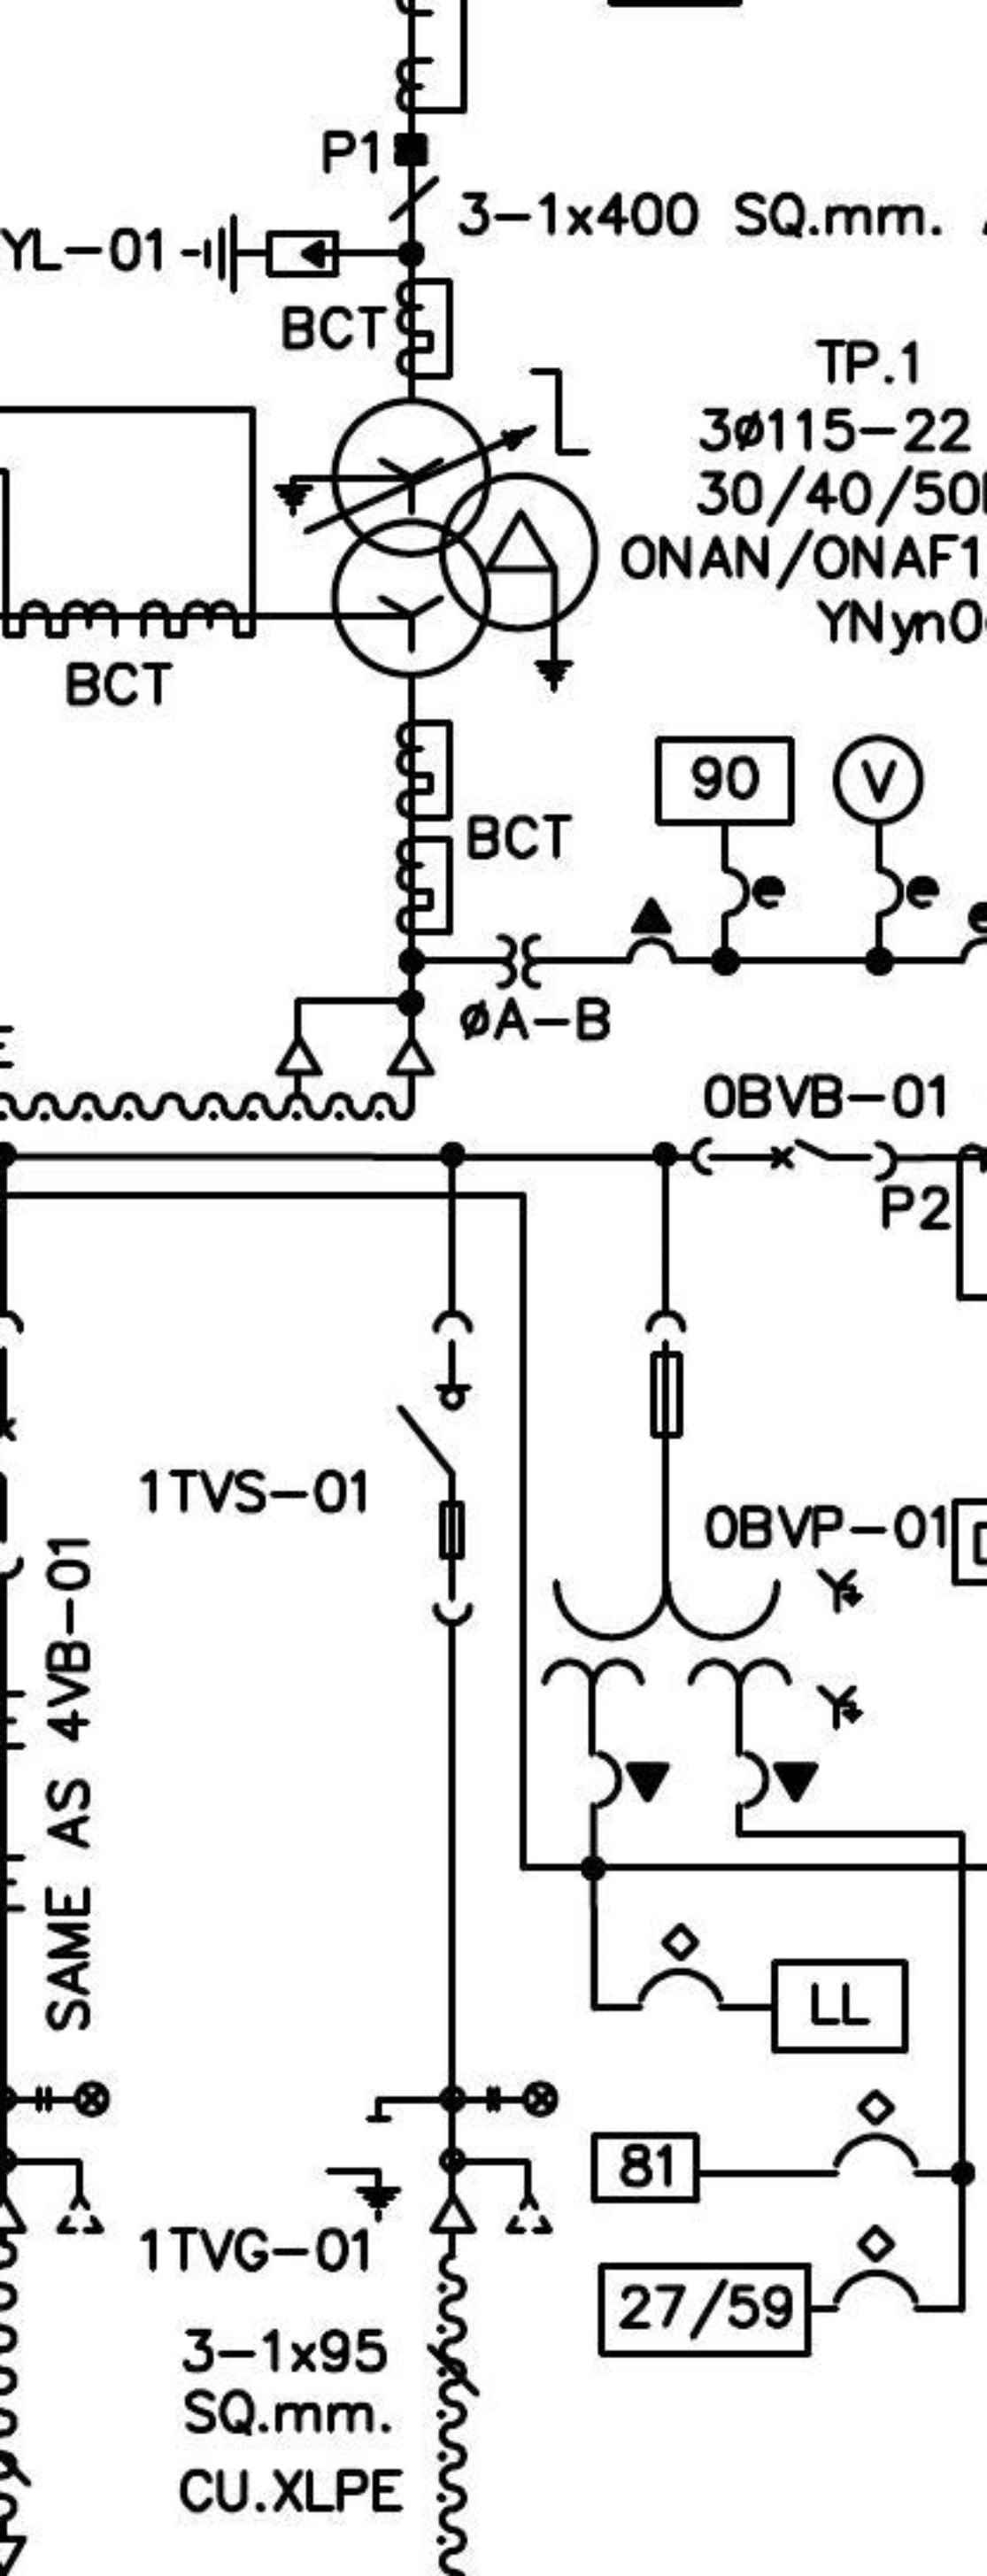 P1
3-1x400 SQ.mm.
YL-01
BCT
TP.1
3ø115-22
30/40/50
ONAN/ONAF1
YNyn0
BCT
90
V
BCT
øA-B
0BVB-01
P2
1TVS-01
0BVP-01
SAME AS 4VB-01
LL
81
1TVG-01
27/59
3-1x95
SQ.mm.
CU.XLPE